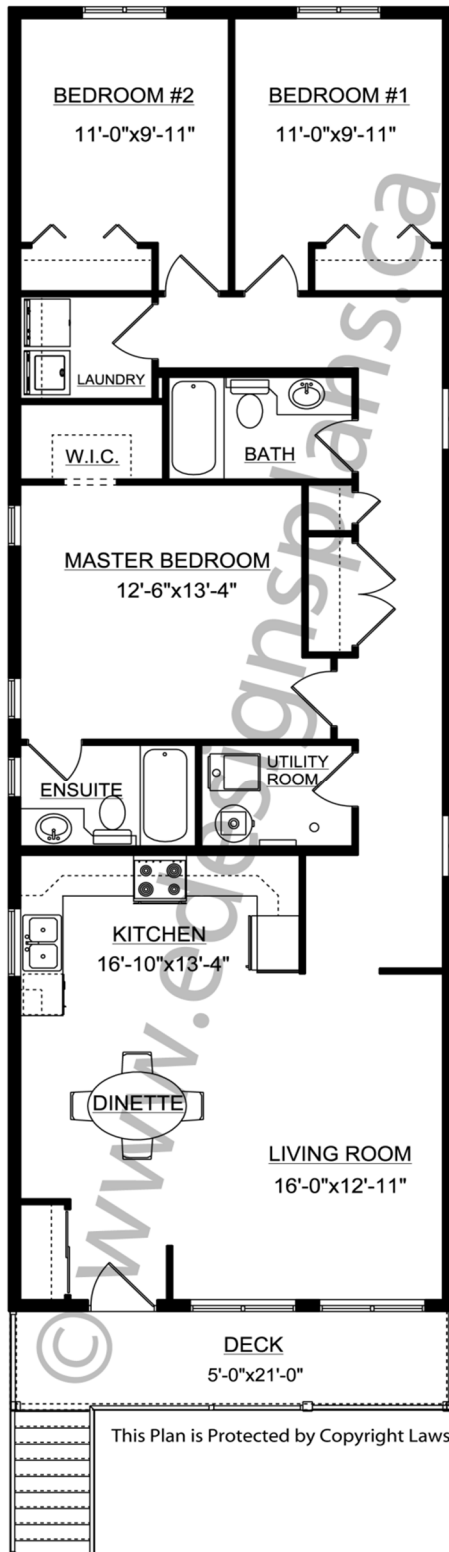 BEDROOM #2
11'-0"x9'-11"
BEDROOM #1
11'-0"x9'-11"
LAUNDRY
W.I.C.
BATH
MASTER BEDROOM
12'-6"x13'-4"
ENSUITE
UTILITY
ROOM
KITCHEN
16'-10"x13'-4"
DINETTE
LIVING ROOM
16'-0"x12'-11"
DECK
5'-0"x21'-0"
This Plan is Protected by Copyright Laws
© www.edesignsplans.ca